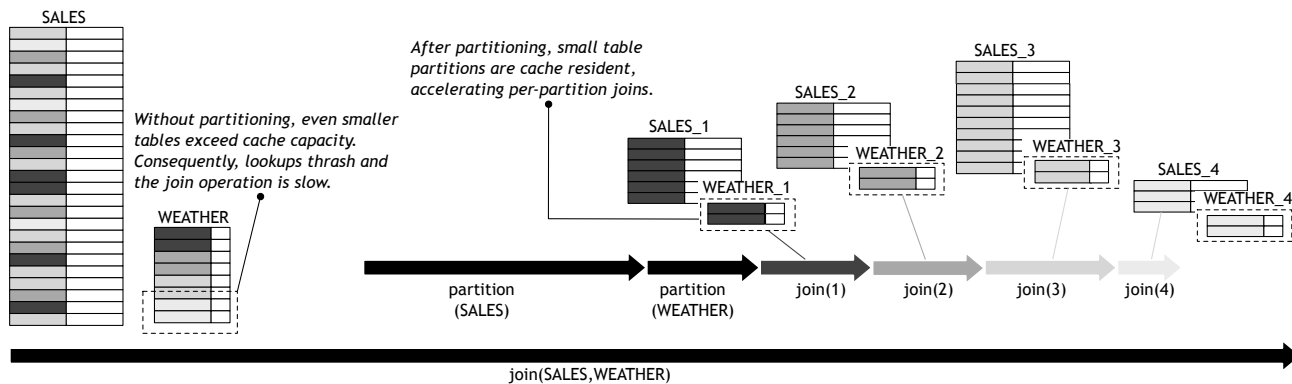 SALES
Without partitioning, even smaller
tables exceed cache capacity.
Consequently, lookups thrash and
the join operation is slow.
WEATHER
After partitioning, small table
partitions are cache resident,
accelerating per-partition joins.
SALES_1
WEATHER_1
SALES_2
WEATHER_2
SALES_3
WEATHER_3
SALES_4
WEATHER_4
partition
(SALES)
partition
(WEATHER)
join(1)
join(2)
join(3)
join(4)
join(SALES,WEATHER)